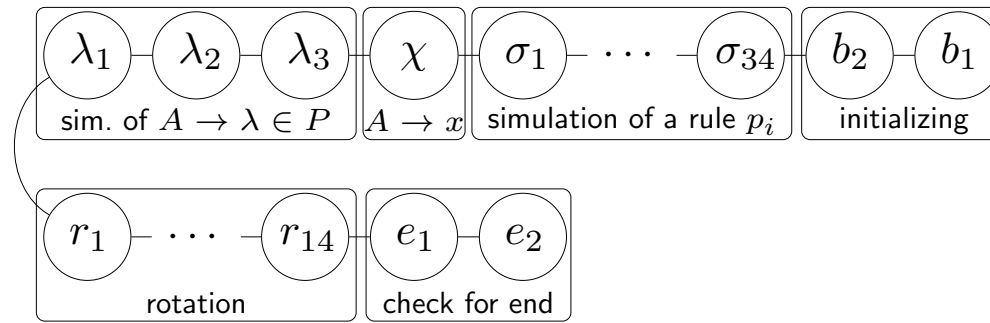 λ₁ λ₂ λ₃ χ σ₁ ⋯ σ₃₄ b₂ b₁
sim. of A → λ ∈ P A → x simulation of a rule pᵢ initializing
r₁ ⋯ r₁₄ e₁ e₂
rotation check for end